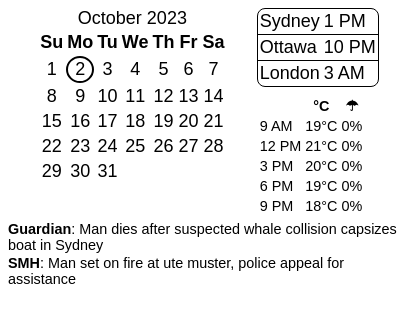 October 2023
Su Mo Tu We Th Fr Sa
1 2 3 4 5 6 7
8 9 10 11 12 13 14
15 16 17 18 19 20 21
22 23 24 25 26 27 28
29 30 31
Sydney 1 PM
Ottawa 10 PM
London 3 AM
°C ☂
9 AM 19°C 0%
12 PM 21°C 0%
3 PM 20°C 0%
6 PM 19°C 0%
9 PM 18°C 0%
Guardian: Man dies after suspected whale collision capsizes
boat in Sydney
SMH: Man set on fire at ute muster, police appeal for
assistance